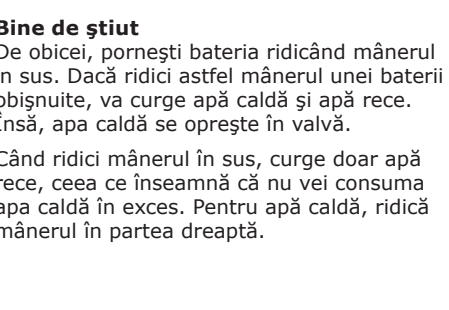 Bine de ştiut
De obicei, porneşti bateria ridicând mânerul
în sus. Dacă ridici astfel mânerul unei baterii
obişnuite, va curge apă caldă şi apă rece.
Însă, apa caldă se opreşte în valvă.
Când ridici mânerul în sus, curge doar apă
rece, ceea ce înseamnă că nu vei consuma
apa caldă în exces. Pentru apă caldă, ridică
mânerul în partea dreaptă.